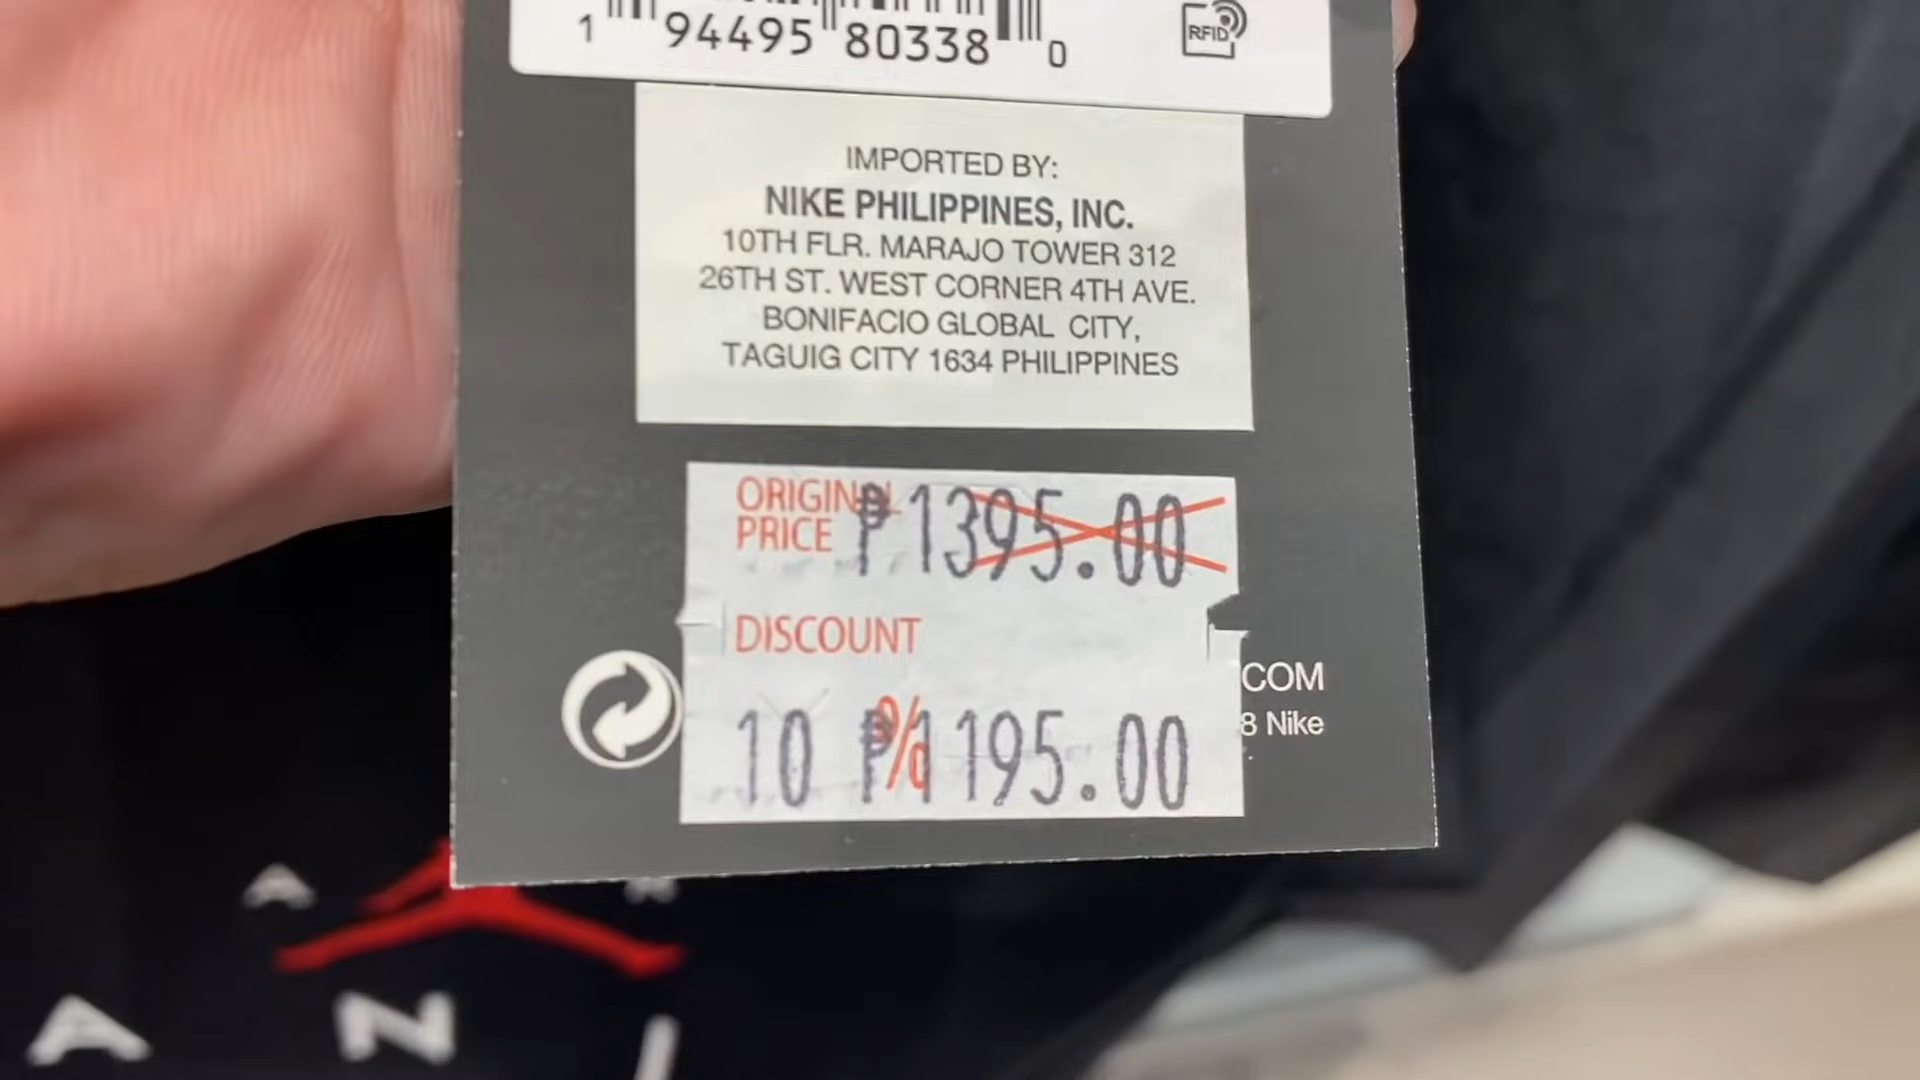 1 94495 80338 0
RFID
IMPORTED BY:
NIKE PHILIPPINES, INC.
10TH FLR. MARAJO TOWER 312
26TH ST. WEST CORNER 4TH AVE.
BONIFACIO GLOBAL CITY,
TAGUIG CITY 1634 PHILIPPINES
ORIGINAL
PRICE ₱1395.00
DISCOUNT
10 % ₱1195.00
COM
8 Nike
A R
A N